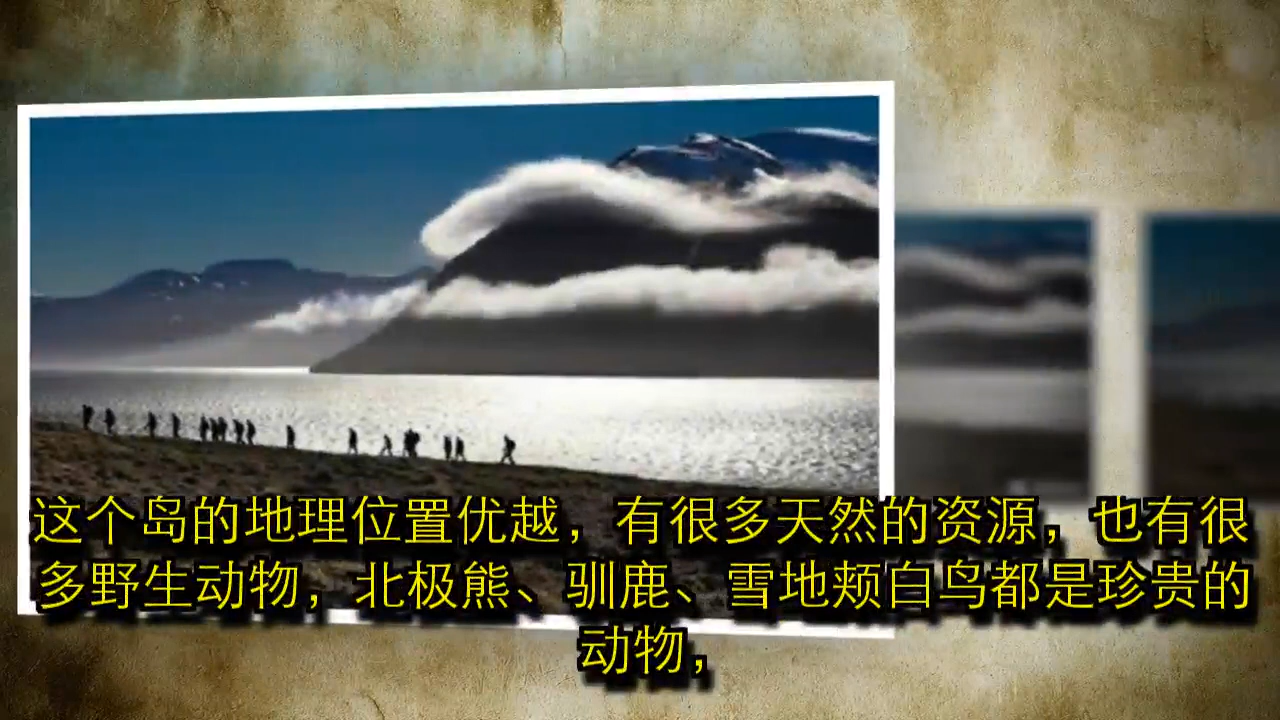 这个岛的地理位置优越，有很多天然的资源，也有很
多野生动物，北极熊、驯鹿、雪地颊白鸟都是珍贵的
动物，